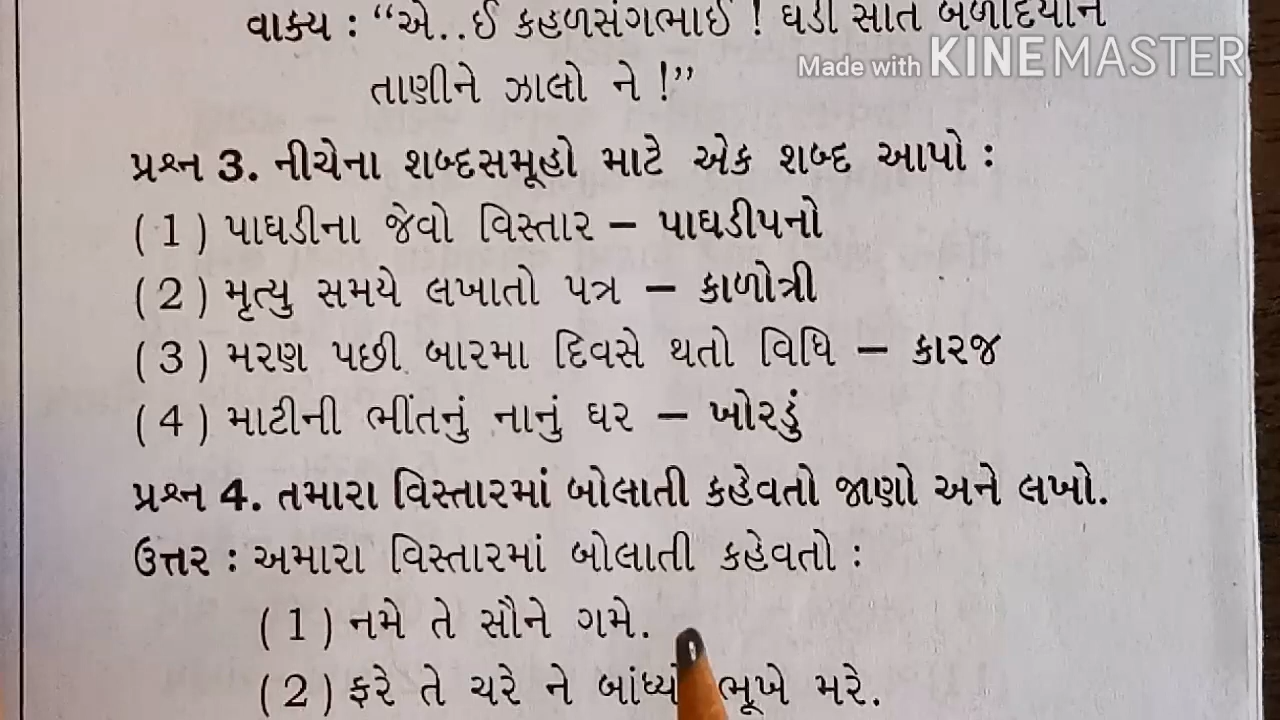 વાક્ય : “એ..ઈ કહળસંગભાઈ ! ઘડી સાત બળદિયાને
Made with KINEMASTER
તાણીને ઝાલો ને !”
પ્રશ્ન 3. નીચેના શબ્દસમૂહો માટે એક શબ્દ આપો :
(1) પાઘડીના જેવો વિસ્તાર – પાઘડીપનો
(2) મૃત્યુ સમયે લખાતો પત્ર – કાળોત્રી
(3) મરણ પછી બારમા દિવસે થતો વિધિ – કારજ
(4) માટીની ભીંતનું નાનું ઘર – ખોરડું
પ્રશ્ન 4. તમારા વિસ્તારમાં બોલાતી કહેવતો જાણો અને લખો.
ઉત્તર : અમારા વિસ્તારમાં બોલાતી કહેવતો :
(1) નમે તે સૌને ગમે.
(2) ફરે તે ચરે ને બાંધ્યો ભૂખે મરે.